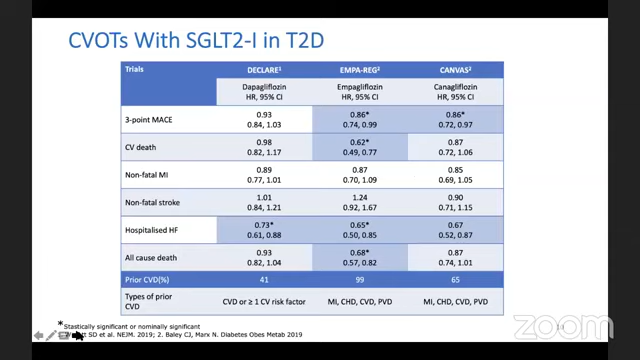 CVOTs With SGLT2-I in T2D
Trials DECLARE¹ EMPA-REG² CANVAS²
Dapagliflozin Empagliflozin Canagliflozin
HR, 95% CI HR, 95% CI HR, 95% CI
3-point MACE 0.93 0.86* 0.86*
0.84, 1.03 0.74, 0.99 0.72, 0.97
CV death 0.98 0.62* 0.87
0.82, 1.17 0.49, 0.77 0.72, 1.06
Non-fatal MI 0.89 0.87 0.85
0.77, 1.01 0.70, 1.09 0.69, 1.05
Non-fatal stroke 1.01 1.24 0.90
0.84, 1.21 0.92, 1.67 0.71, 1.15
Hospitalised HF 0.73* 0.65* 0.67
0.61, 0.88 0.50, 0.85 0.52, 0.87
All cause death 0.93 0.68* 0.87
0.82, 1.04 0.57, 0.82 0.74, 1.01
Prior CVD(%) 41 99 65
Types of prior CVD or ≥ 1 CV risk factor MI, CHD, CVD, PVD MI, CHD, CVD, PVD
CVD
* Stastically significant or nominally significant
SD et al. NEJM. 2019; 2. Bailey CJ, Marx N. Diabetes Obes Metab 2019
zoom